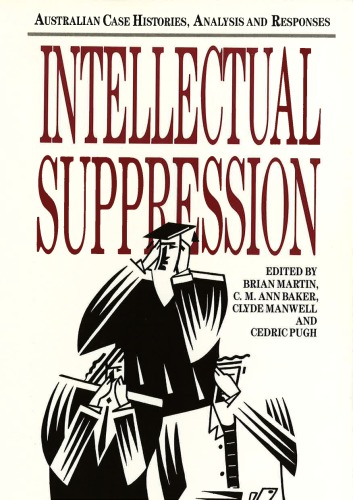 AUSTRALIAN CASE HISTORIES, ANALYSIS AND RESPONSES
INTELLECTUAL
SUPPRESSION
EDITED BY
BRIAN MARTIN,
C. M. ANN BAKER,
CLYDE MANWELL
AND
CEDRIC PUGH